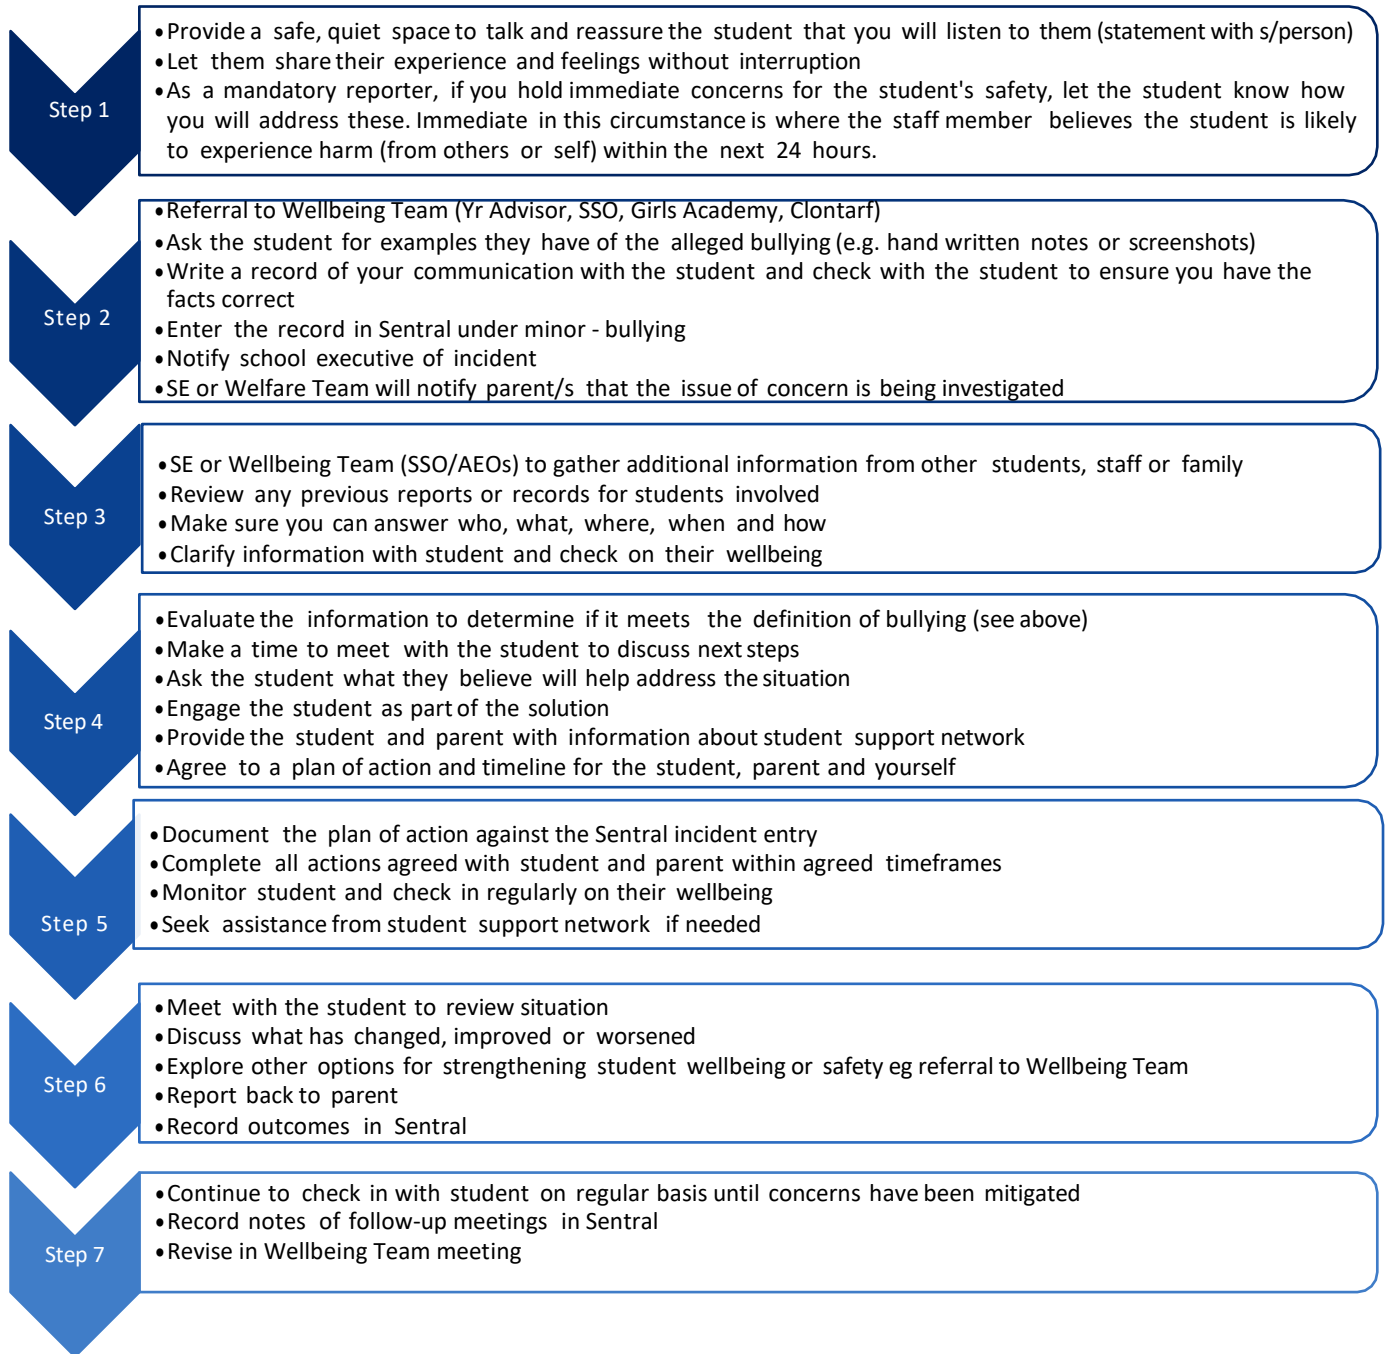 Step 1
•Provide a safe, quiet space to talk and reassure the student that you will listen to them (statement with s/person)
•Let them share their experience and feelings without interruption
•As a mandatory reporter, if you hold immediate concerns for the student's safety, let the student know how
you will address these. Immediate in this circumstance is where the staff member believes the student is likely
to experience harm (from others or self) within the next 24 hours.
Step 2
•Referral to Wellbeing Team (Yr Advisor, SSO, Girls Academy, Clontarf)
•Ask the student for examples they have of the alleged bullying (e.g. hand written notes or screenshots)
•Write a record of your communication with the student and check with the student to ensure you have the
facts correct
•Enter the record in Sentral under minor - bullying
•Notify school executive of incident
•SE or Welfare Team will notify parent/s that the issue of concern is being investigated
Step 3
•SE or Wellbeing Team (SSO/AEOs) to gather additional information from other students, staff or family
•Review any previous reports or records for students involved
•Make sure you can answer who, what, where, when and how
•Clarify information with student and check on their wellbeing
Step 4
•Evaluate the information to determine if it meets the definition of bullying (see above)
•Make a time to meet with the student to discuss next steps
•Ask the student what they believe will help address the situation
•Engage the student as part of the solution
•Provide the student and parent with information about student support network
•Agree to a plan of action and timeline for the student, parent and yourself
Step 5
•Document the plan of action against the Sentral incident entry
•Complete all actions agreed with student and parent within agreed timeframes
•Monitor student and check in regularly on their wellbeing
•Seek assistance from student support network if needed
Step 6
•Meet with the student to review situation
•Discuss what has changed, improved or worsened
•Explore other options for strengthening student wellbeing or safety eg referral to Wellbeing Team
•Report back to parent
•Record outcomes in Sentral
Step 7
•Continue to check in with student on regular basis until concerns have been mitigated
•Record notes of follow-up meetings in Sentral
•Revise in Wellbeing Team meeting